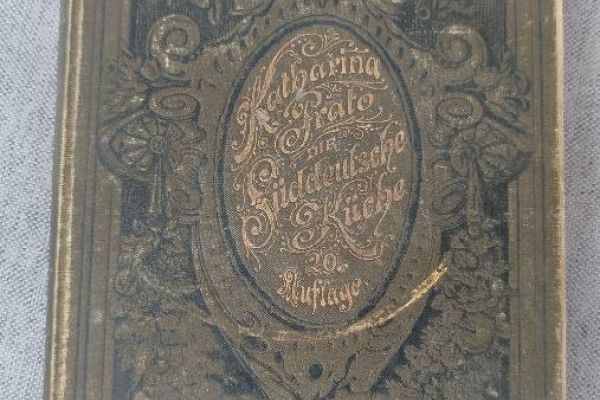 Katharina
Prato
DIE
Süddeutsche
Küche
20.
Auflage